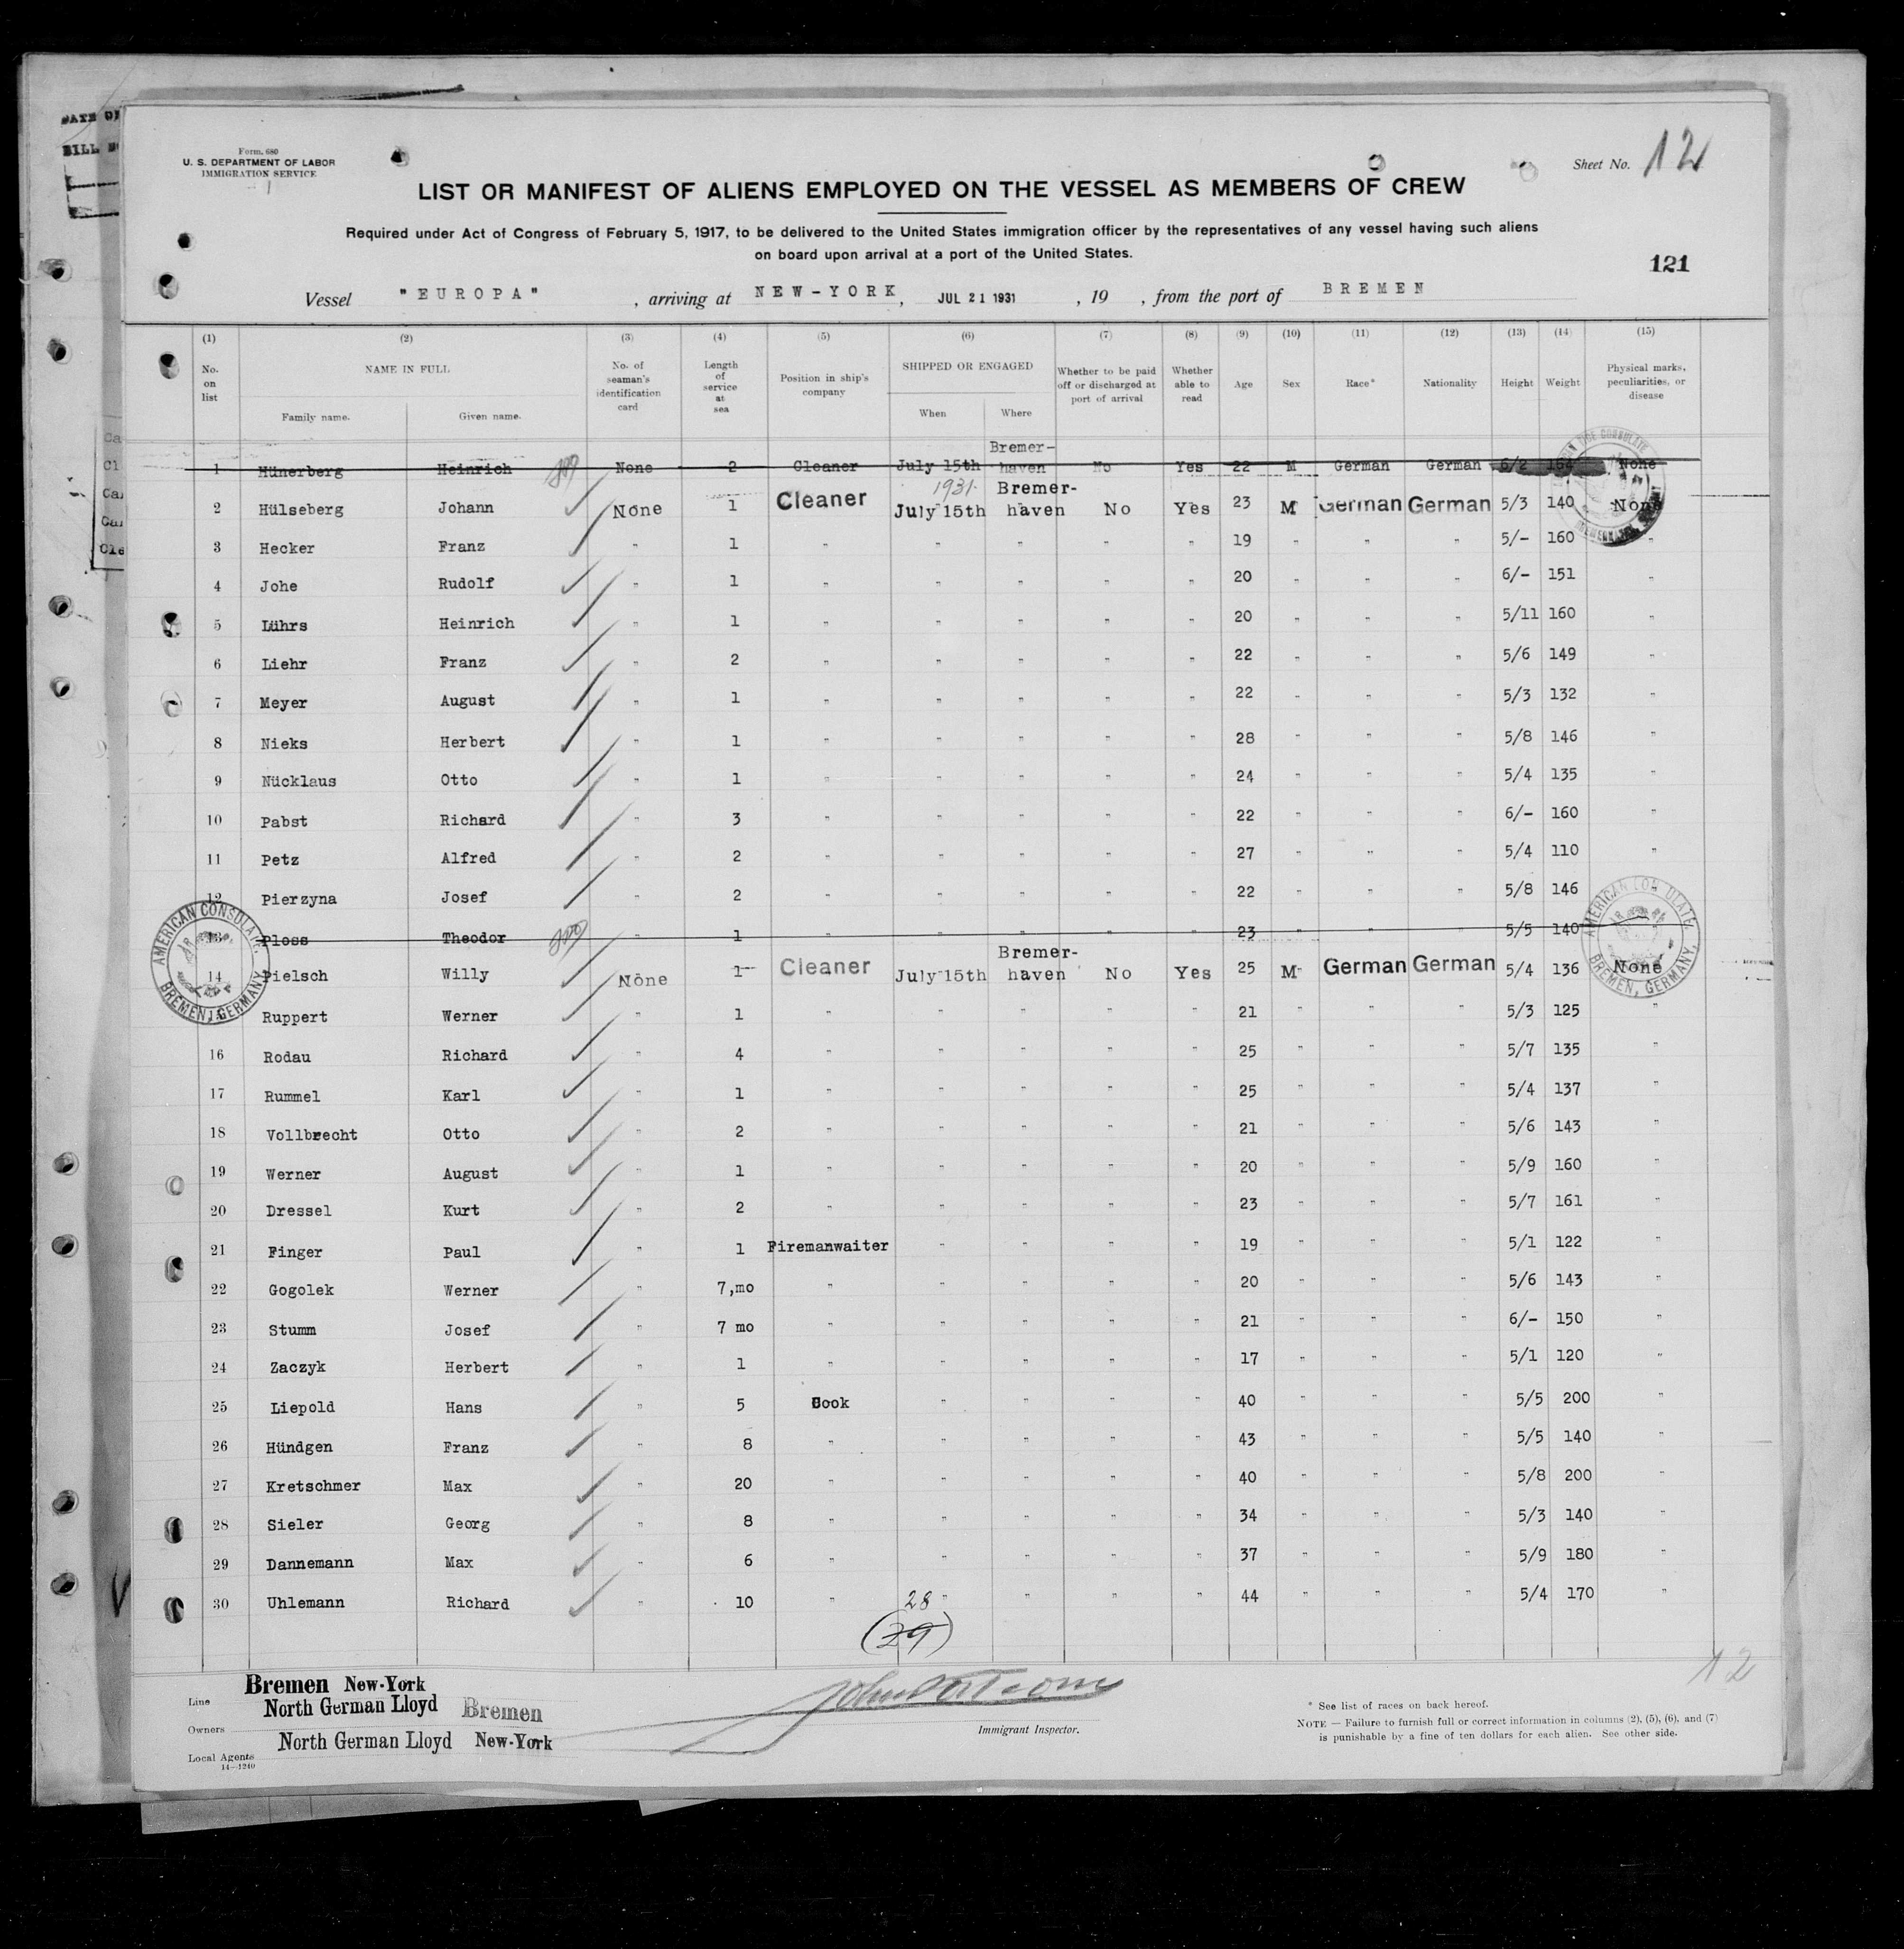 DATE OF
BILL
Form. 680
U. S. DEPARTMENT OF LABOR
IMMIGRATION SERVICE
Sheet No. 12
LIST OR MANIFEST OF ALIENS EMPLOYED ON THE VESSEL AS MEMBERS OF CREW
Required under Act of Congress of February 5, 1917, to be delivered to the United States immigration officer by the representatives of any vessel having such aliens
on board upon arrival at a port of the United States.
121
Vessel "EUROPA", arriving at NEW-YORK, JUL 21 1931, 19 , from the port of BREMEN
(1) (2) (3) (4) (5) (6) (7) (8) (9) (10) (11) (12) (13) (14) (15)
No. on list
NAME IN FULL
Family name. Given name.
No. of seaman's identification card
Length of service at sea
Position in ship's company
SHIPPED OR ENGAGED
When Where
Whether to be paid off or discharged at port of arrival
Whether able to read
Age
Sex
Race*
Nationality
Height
Weight
Physical marks, peculiarities, or disease
1 Hünerberg Heinrich None 2 Cleaner July 15th Bremer-haven No Yes 22 M German German 6/2 164 None
1931.
2 Hülseberg Johann None 1 Cleaner July 15th Bremer-haven No Yes 23 M German German 5/3 140 None
3 Hecker Franz " 1 " " " " " 19 " " " 5/- 160 "
4 Johe Rudolf " 1 " " " " " 20 " " " 6/- 151 "
5 Lührs Heinrich " 1 " " " " " 20 " " " 5/11 160 "
6 Liehr Franz " 2 " " " " " 22 " " " 5/6 149 "
7 Meyer August " 1 " " " " " 22 " " " 5/3 132 "
8 Nieks Herbert " 1 " " " " " 28 " " " 5/8 146 "
9 Nücklaus Otto " 1 " " " " " 24 " " " 5/4 135 "
10 Pabst Richard " 3 " " " " " 22 " " " 6/- 160 "
11 Petz Alfred " 2 " " " " " 27 " " " 5/4 110 "
12 Pierzyna Josef " 2 " " " " " 22 " " " 5/8 146 "
13 Ploss Theodor " 1 " " " " " 23 " " " 5/5 140
14 Pielsch Willy None 1 Cleaner July 15th Bremer-haven No Yes 25 M German German 5/4 136 None
15 Ruppert Werner " 1 " " " " " 21 " " " 5/3 125 "
16 Rodau Richard " 4 " " " " " 25 " " " 5/7 135 "
17 Rummel Karl " 1 " " " " " 25 " " " 5/4 137 "
18 Vollbrecht Otto " 2 " " " " " 21 " " " 5/6 143 "
19 Werner August " 1 " " " " " 20 " " " 5/9 160 "
20 Dressel Kurt " 2 " " " " " 23 " " " 5/7 161 "
21 Finger Paul " 1 Firemanwaiter " " " " 19 " " " 5/1 122 "
22 Gogolek Werner " 7,mo " " " " " 20 " " " 5/6 143 "
23 Stumm Josef " 7 mo " " " " " 21 " " " 6/- 150 "
24 Zaczyk Herbert " 1 " " " " " 17 " " " 5/1 120 "
25 Liepold Hans " 5 Cook " " " " 40 " " " 5/5 200 "
26 Hündgen Franz " 8 " " " " " 43 " " " 5/5 140 "
27 Kretschmer Max " 20 " " " " " 40 " " " 5/8 200 "
28 Sieler Georg " 8 " " " " " 34 " " " 5/3 140 "
29 Dannemann Max " 6 " " " " " 37 " " " 5/9 180 "
30 Uhlemann Richard " 10 " " " " " 44 " " " 5/4 170 "
28
(29)
AMERICAN CONSULATE, BREMEN, GERMANY
AMERICAN CONSULATE, BREMEN, GERMANY
12
Line Bremen New-York
Owners North German Lloyd Bremen
Local Agents North German Lloyd New-York
14—1240
Immigrant Inspector.
* See list of races on back hereof.
NOTE — Failure to furnish full or correct information in columns (2), (5), (6), and (7)
is punishable by a fine of ten dollars for each alien. See other side.